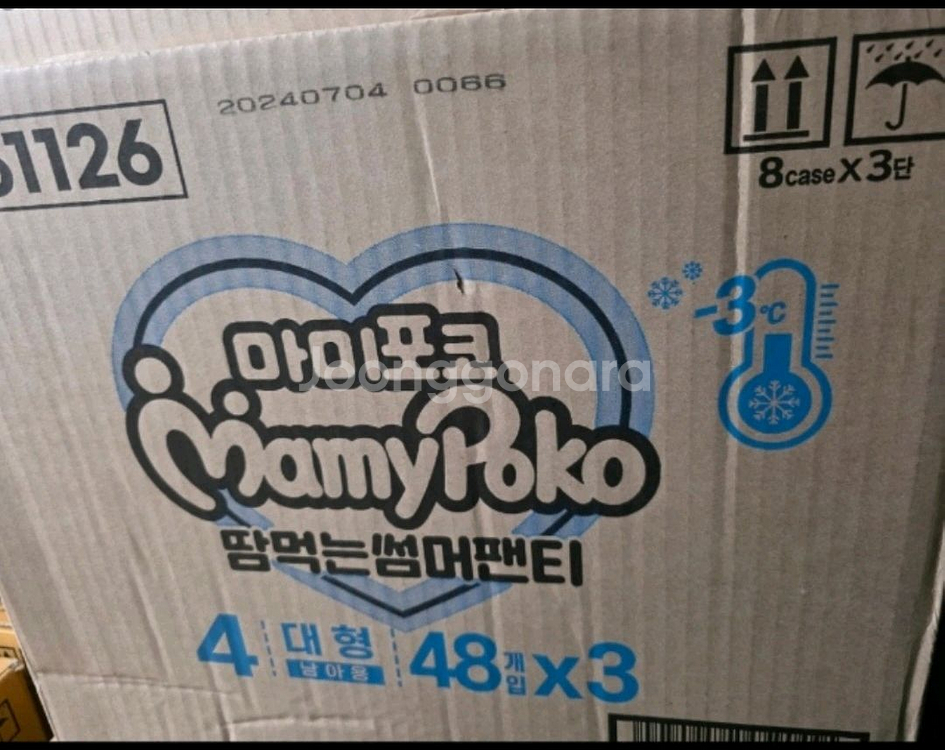 20240704 0066
51126
8case X 3단
-3℃
마미포코
MamyPoko
땀먹는썸머팬티
4 대형 남아용 48개입 x3
Joonggonara